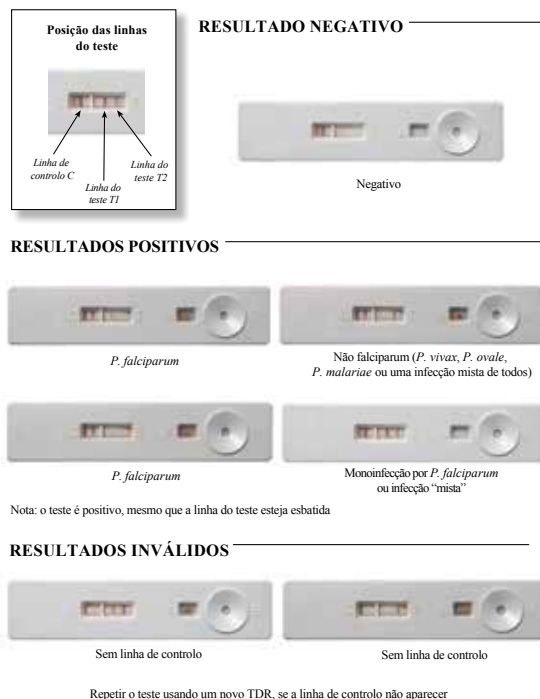 Posição das linhas
do teste
Linha de
controlo C
Linha do
teste T1
Linha do
teste T2
RESULTADO NEGATIVO
Negativo
RESULTADOS POSITIVOS
P. falciparum
Não falciparum (P. vivax, P. ovale,
P. malariae ou uma infecção mista de todos)
P. falciparum
Monoinfecção por P. falciparum
ou infecção “mista”
Nota: o teste é positivo, mesmo que a linha do teste esteja esbatida
RESULTADOS INVÁLIDOS
Sem linha de controlo
Sem linha de controlo
Repetir o teste usando um novo TDR, se a linha de controlo não aparecer